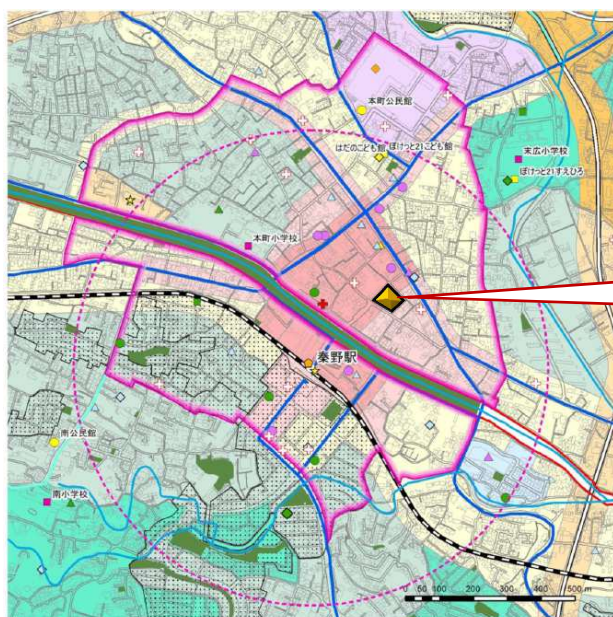 本町公民館
はだのこども館
ぽけっと21こども館
末広小学校
ぽけっと21すえひろ
本町小学校
秦野駅
南公民館
南小学校
0 50 100 200 300 400 500 m